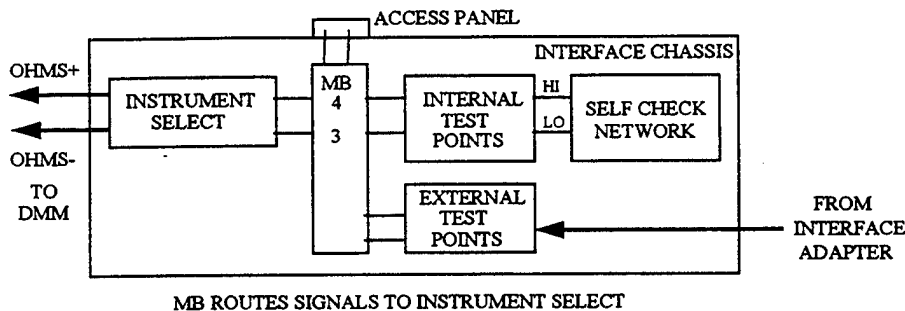 ACCESS PANEL
INTERFACE CHASSIS
OHMS+
INSTRUMENT
SELECT
MB
4
3
INTERNAL
TEST
POINTS
HI
LO
SELF CHECK
NETWORK
OHMS-
TO
DMM
EXTERNAL
TEST
POINTS
FROM
INTERFACE
ADAPTER
MB ROUTES SIGNALS TO INSTRUMENT SELECT